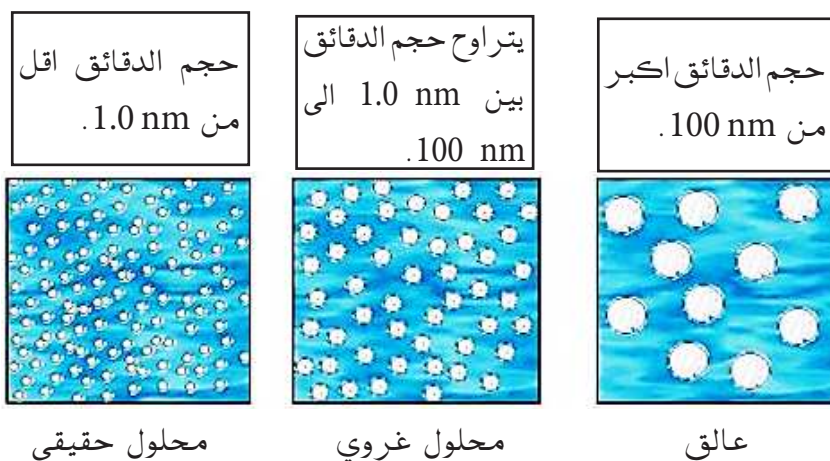 حجم الدقائق اكبر
من 100 nm .
يتراوح حجم الدقائق
بين 1.0 nm الى
100 nm .
حجم الدقائق اقل
من 1.0 nm .
عالق
محلول غروي
محلول حقيقي